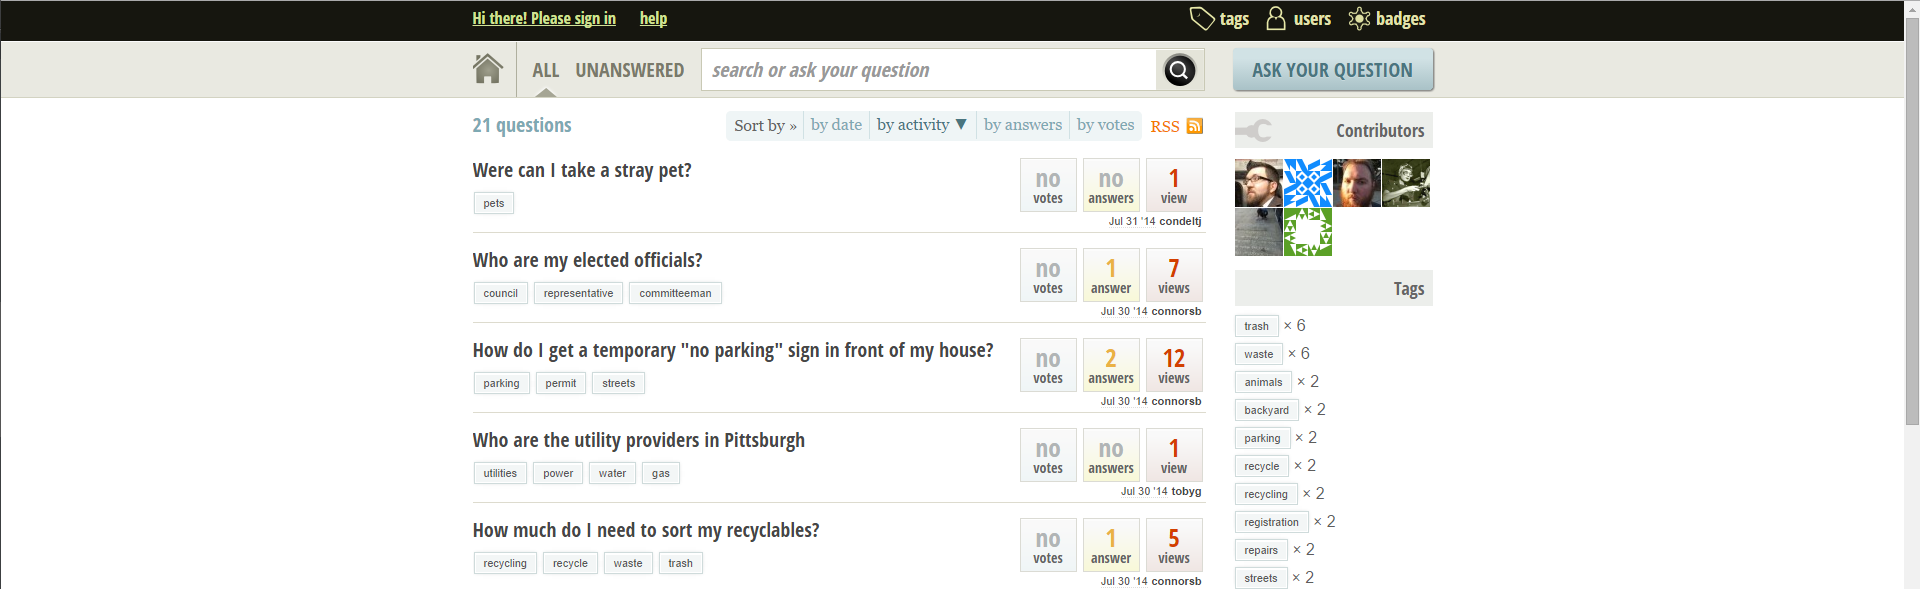 Hi there! Please sign in help tags users badges
ALL UNANSWERED search or ask your question ASK YOUR QUESTION
21 questions Sort by » by date by activity ▼ by answers by votes RSS
Were can I take a stray pet?
pets
no votes
no answers
1 view
Jul 31 '14 condeltj
Who are my elected officials?
council representative committeeman
no votes
1 answer
7 views
Jul 30 '14 connorsb
How do I get a temporary "no parking" sign in front of my house?
parking permit streets
no votes
2 answers
12 views
Jul 30 '14 connorsb
Who are the utility providers in Pittsburgh
utilities power water gas
no votes
no answers
1 view
Jul 30 '14 tobyg
How much do I need to sort my recyclables?
recycling recycle waste trash
no votes
1 answer
5 views
Jul 30 '14 connorsb
Contributors
Tags
trash × 6
waste × 6
animals × 2
backyard × 2
parking × 2
recycle × 2
recycling × 2
registration × 2
repairs × 2
streets × 2